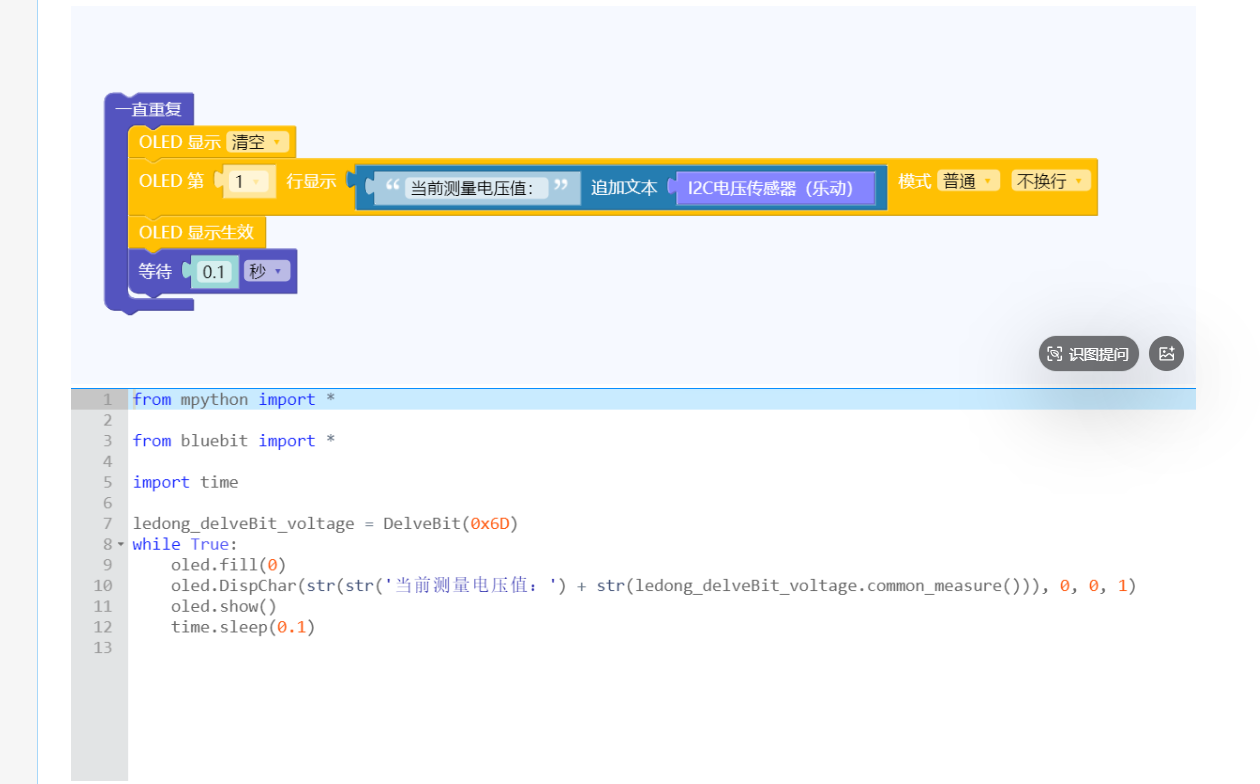 一直重复
OLED 显示 清空
OLED 第 1 行显示 “ 当前测量电压值： ” 追加文本 I2C电压传感器（乐动） 模式 普通 不换行
OLED 显示生效
等待 0.1 秒
识图提问
1 from mpython import *
2
3 from bluebit import *
4
5 import time
6
7 ledong_delveBit_voltage = DelveBit(0x6D)
8 while True:
9 oled.fill(0)
10 oled.DispChar(str(str('当前测量电压值：') + str(ledong_delveBit_voltage.common_measure())), 0, 0, 1)
11 oled.show()
12 time.sleep(0.1)
13